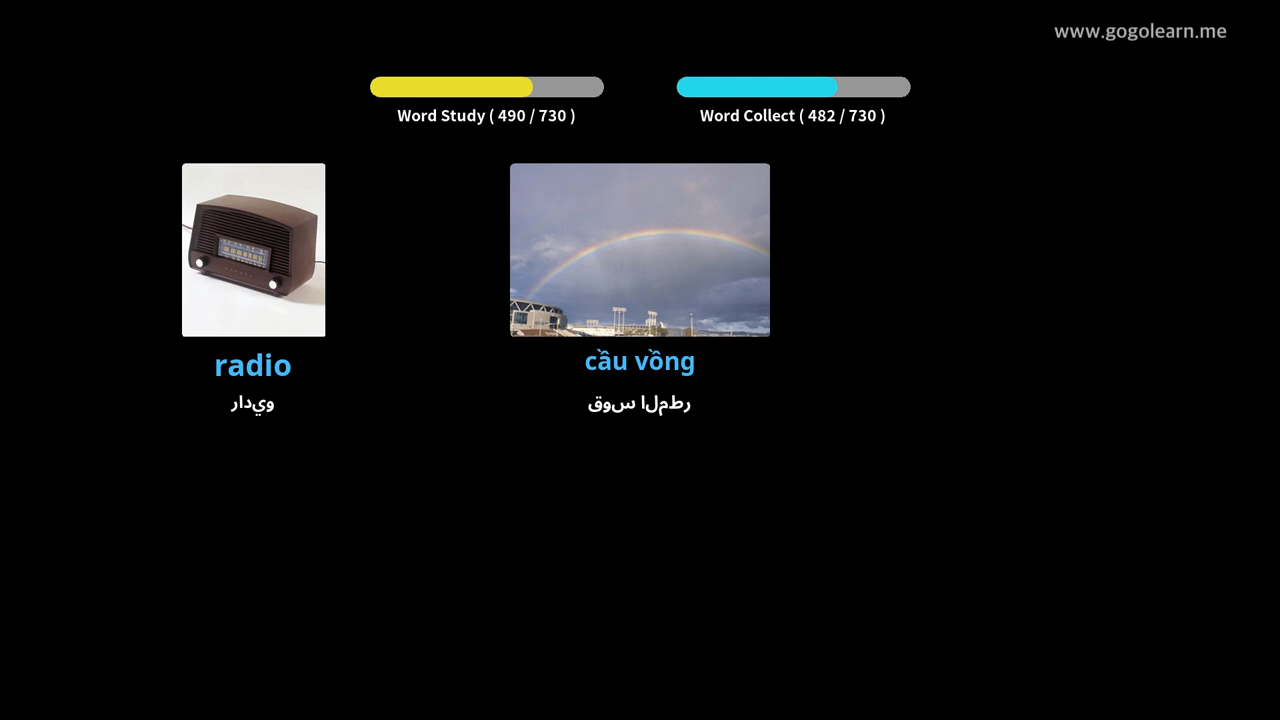 www.gogolearn.me
Word Study ( 490 / 730 )
Word Collect ( 482 / 730 )
radio
راديو
cầu vồng
قوس المطر